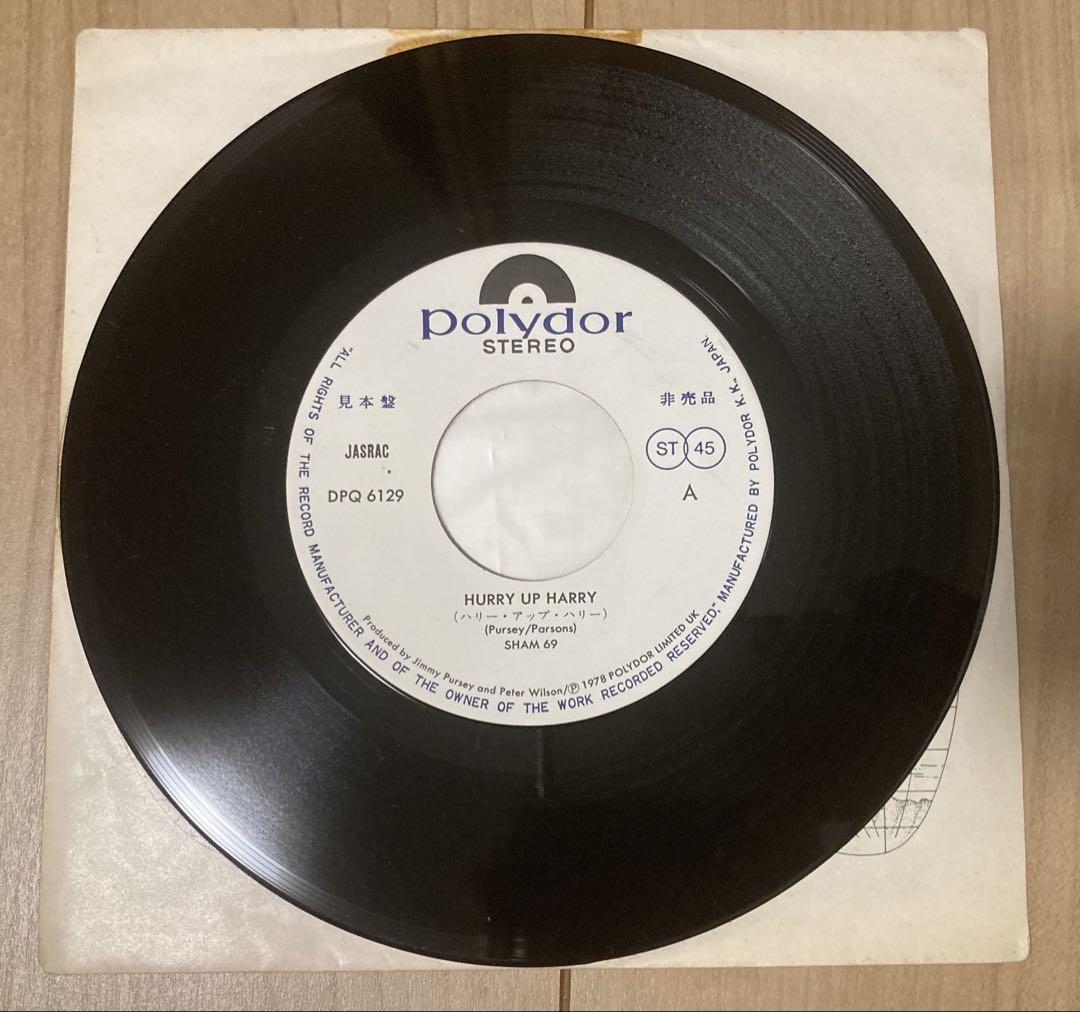 polydor
STEREO
見本盤
非売品
JASRAC
ST 45
DPQ 6129
A
HURRY UP HARRY
(ハリー・アップ・ハリー)
(Pursey/Parsons)
SHAM 69
Produced by Jimmy Pursey and Peter Wilson/Ⓟ 1978 POLYDOR LIMITED UK
"ALL RIGHTS OF THE RECORD MANUFACTURER AND OF THE OWNER OF THE WORK RECORDED RESERVED." MANUFACTURED BY POLYDOR K.K., JAPAN.